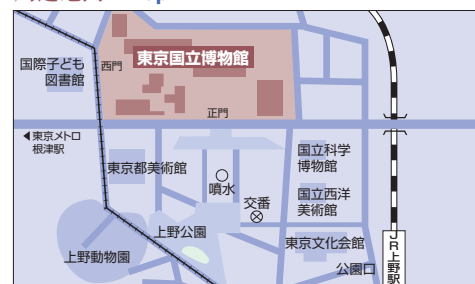 東京国立博物館
国際子ども
図書館
西門
正門
◀東京メトロ
根津駅
東京都美術館
噴水
交番
国立科学
博物館
国立西洋
美術館
上野公園
上野動物園
東京文化会館
公園口
JR上野駅